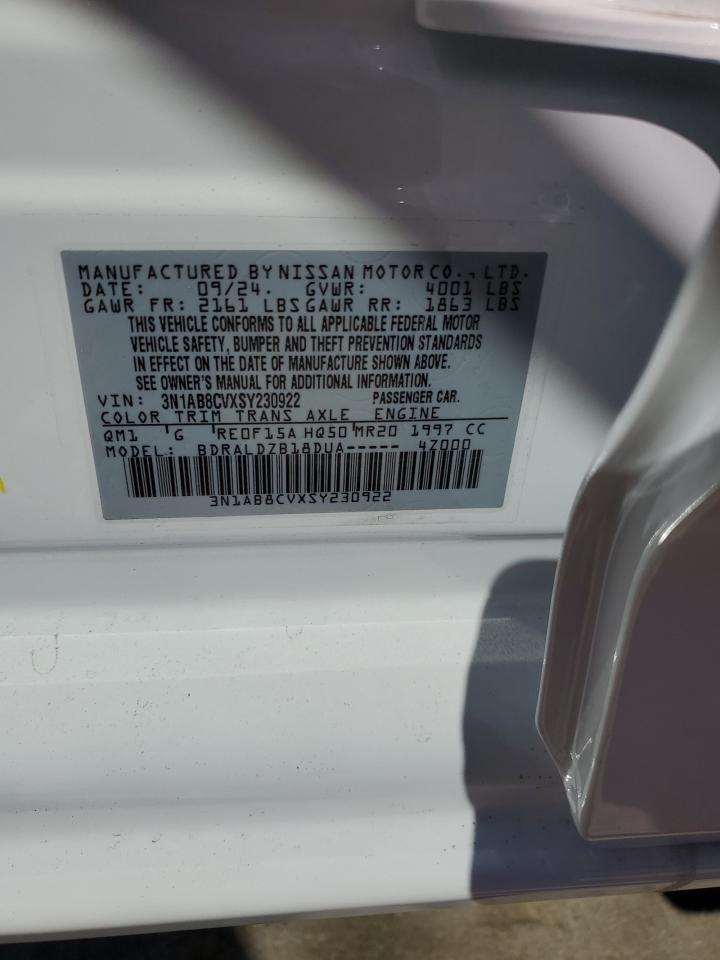 MANUFACTURED BY NISSAN MOTOR CO., LTD.
DATE: 09/24. GVWR: 4001 LBS
GAWR FR: 2161 LBS GAWR RR: 1863 LBS
THIS VEHICLE CONFORMS TO ALL APPLICABLE FEDERAL MOTOR
VEHICLE SAFETY, BUMPER AND THEFT PREVENTION STANDARDS
IN EFFECT ON THE DATE OF MANUFACTURE SHOWN ABOVE.
SEE OWNER'S MANUAL FOR ADDITIONAL INFORMATION.
VIN: 3N1AB8CVXSY230922 PASSENGER CAR.
COLOR TRIM TRANS AXLE ENGINE
QM1 G RE0F15A HQ50 MR20 1997 CC
MODEL: BDRALDZB18DUA----- 4Z000
3N1AB8CVXSY230922